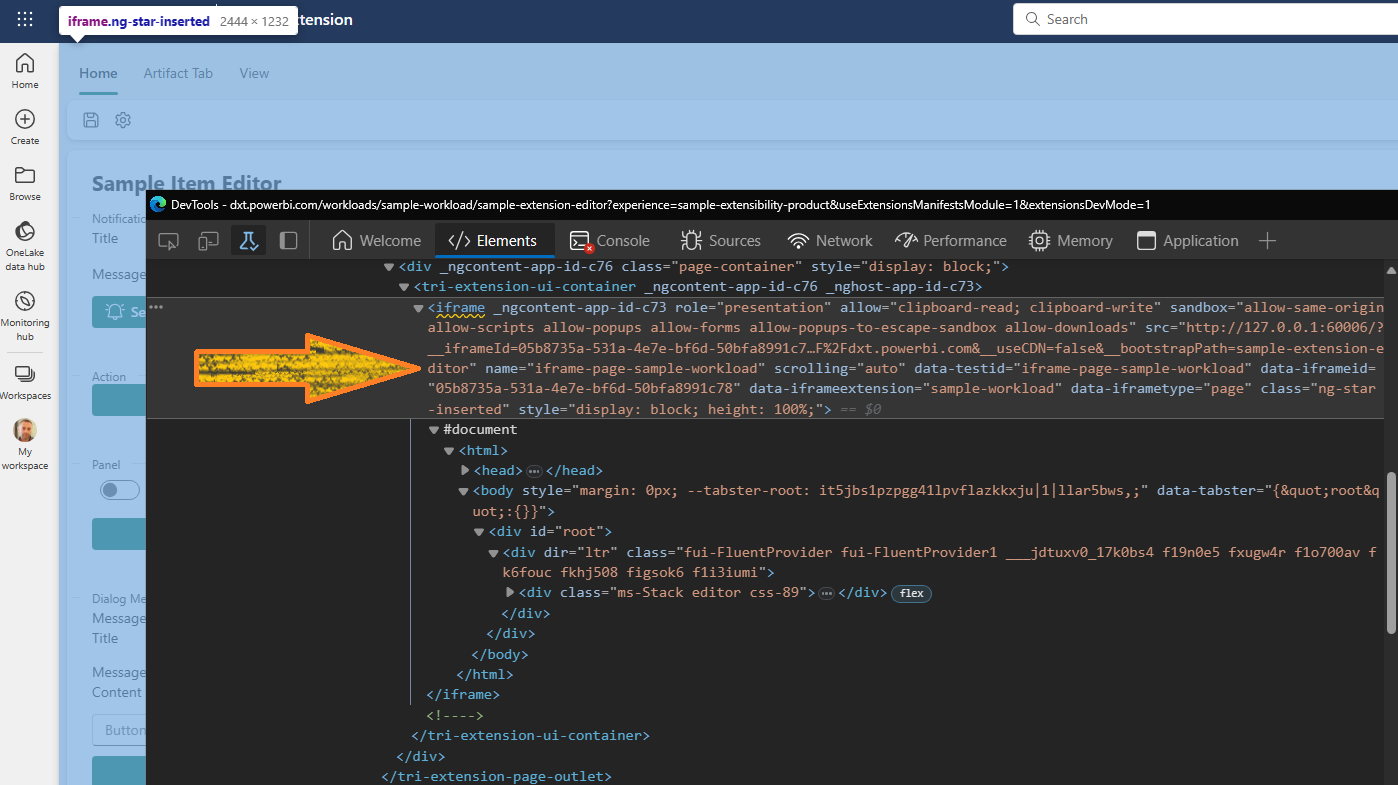 iframe.ng-star-inserted 2444 × 1232
xtension
Search
Home
Create
Browse
OneLake
data hub
Monitoring
hub
Workspaces
My
workspace
Home Artifact Tab View
Sample Item Editor
Title
Message
Se
Action
Panel
Message
Title
Message
Content
DevTools - dxt.powerbi.com/workloads/sample-workload/sample-extension-editor?experience=sample-extensibility-product&useExtensionsManifestsModule=1&extensionsDevMode=1
Welcome </> Elements Console Sources Network Performance Memory Application
<div _ngcontent-app-id-c76 class="page-container" style="display: block;">
<tri-extension-ui-container _ngcontent-app-id-c76 _nghost-app-id-c73>
<iframe _ngcontent-app-id-c73 role="presentation" allow="clipboard-read; clipboard-write" sandbox="allow-same-origin
allow-scripts allow-popups allow-forms allow-popups-to-escape-sandbox allow-downloads" src="http://127.0.0.1:60006/?
__iframeId=05b8735a-531a-4e7e-bf6d-50bfa8991c7…F%2Fdxt.powerbi.com&__useCDN=false&__bootstrapPath=sample-extension-e
ditor" name="iframe-page-sample-workload" scrolling="auto" data-testid="iframe-page-sample-workload" data-iframeid=
"05b8735a-531a-4e7e-bf6d-50bfa8991c78" data-iframeextension="sample-workload" data-iframetype="page" class="ng-star
-inserted" style="display: block; height: 100%;"> == $0
#document
<html>
<head> … </head>
<body style="margin: 0px; --tabster-root: it5jbs1pzpgg41lpvflazkkxju|1|llar5bws,;" data-tabster="{&quot;root&q
uot;:{}}">
<div id="root">
<div dir="ltr" class="fui-FluentProvider fui-FluentProvider1 ___jdtuxv0_17k0bs4 f19n0e5 fxugw4r f1o700av f
k6fouc fkhj508 figsok6 f1i3iumi">
<div class="ms-Stack editor css-89"> … </div> flex
</div>
</div>
</body>
</html>
</iframe>
<!---->
</tri-extension-ui-container>
</div>
</tri-extension-page-outlet>